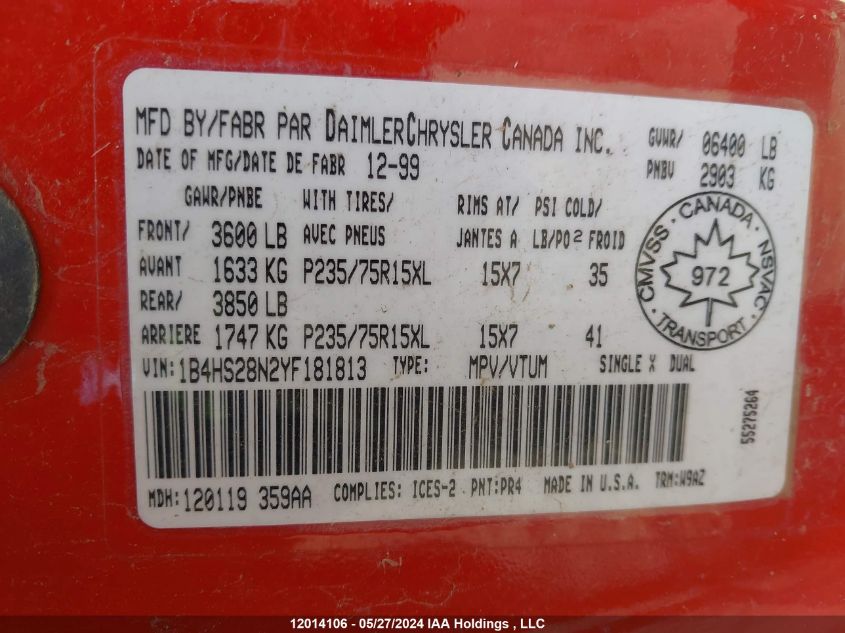 MFD BY/FABR PAR DAIMLERCHRYSLER CANADA INC. GVWR/ 06400 LB
DATE OF MFG/DATE DE FABR 12-99 PNBV 2903 KG
GAWR/PNBE WITH TIRES/ RIMS AT/ PSI COLD/
FRONT/ 3600 LB AVEC PNEUS JANTES A LB/PO2 FROID
AVANT 1633 KG P235/75R15XL 15X7 35
REAR/ 3850 LB
ARRIERE 1747 KG P235/75R15XL 15X7 41
CMVSS · CANADA · NSVAC
972
TRANSPORT
VIN: 1B4HS28N2YF181813 TYPE: MPV/VTUM SINGLE X DUAL
55275264
MDH: 120119 359AA COMPLIES: ICES-2 PNT:PR4 MADE IN U.S.A. TRM:W9AZ
12014106 - 05/27/2024 IAA Holdings , LLC